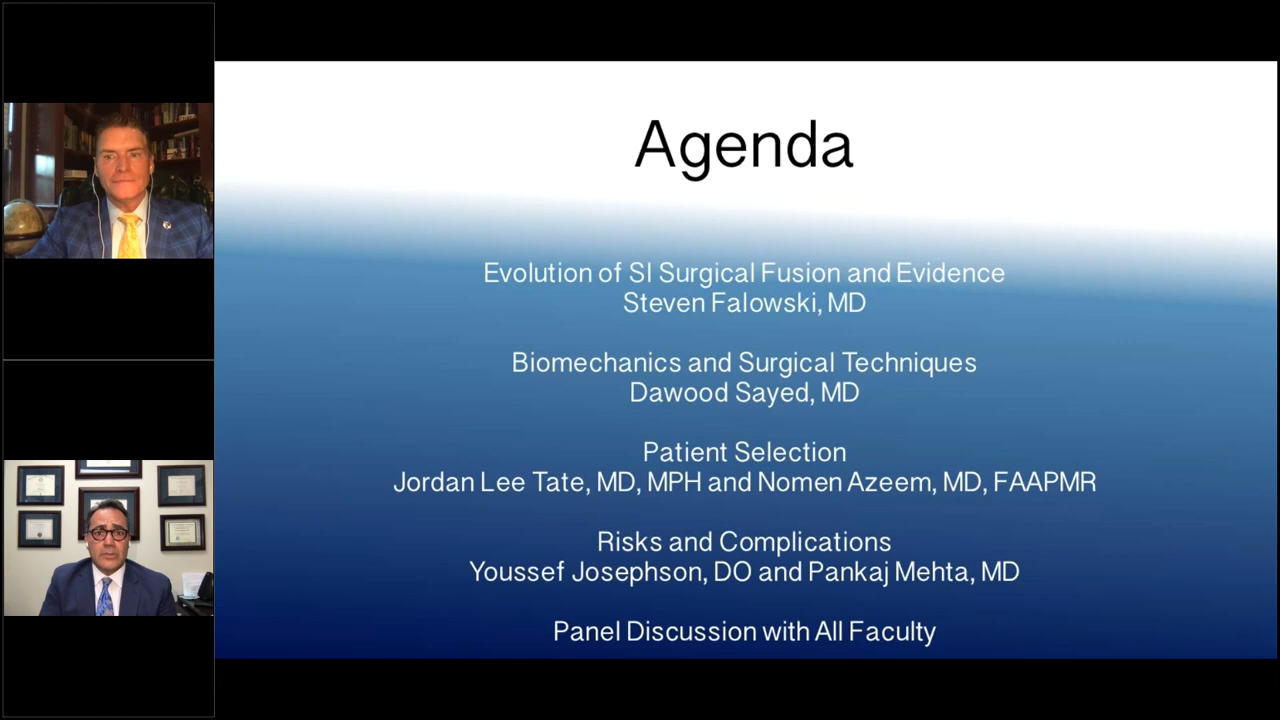 Agenda
Evolution of SI Surgical Fusion and Evidence
Steven Falowski, MD
Biomechanics and Surgical Techniques
Dawood Sayed, MD
Patient Selection
Jordan Lee Tate, MD, MPH and Nomen Azeem, MD, FAAPMR
Risks and Complications
Youssef Josephson, DO and Pankaj Mehta, MD
Panel Discussion with All Faculty